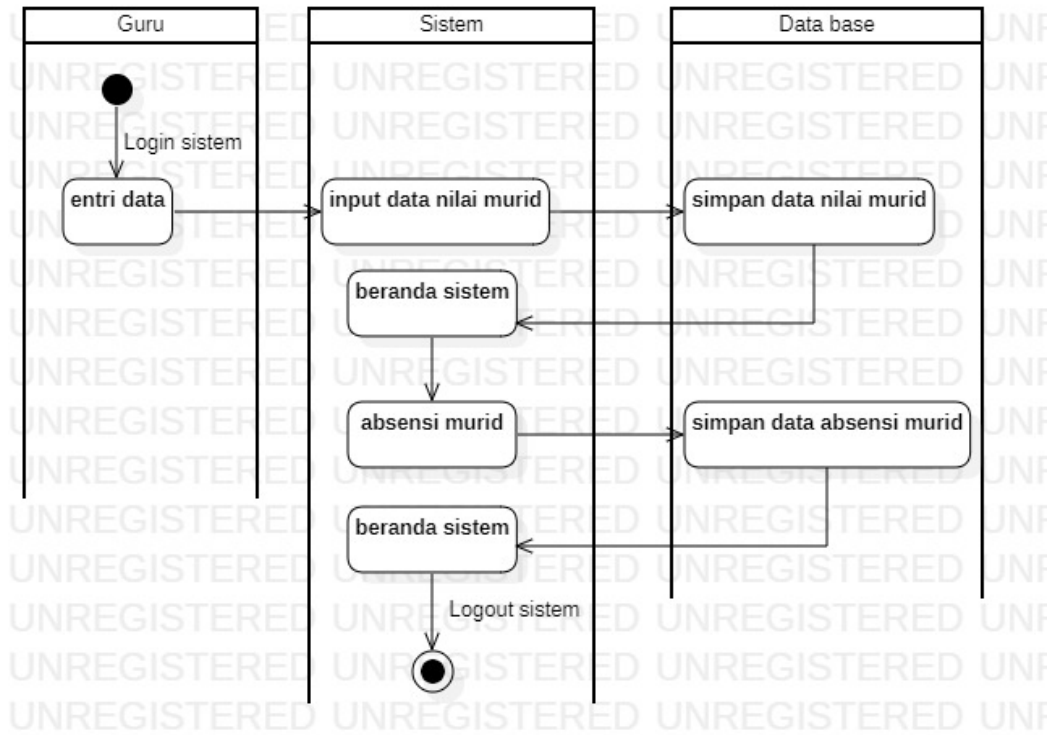 Guru
Sistem
Data base
Login sistem
entri data
input data nilai murid
simpan data nilai murid
beranda sistem
absensi murid
simpan data absensi murid
beranda sistem
Logout sistem
UNREGISTERED